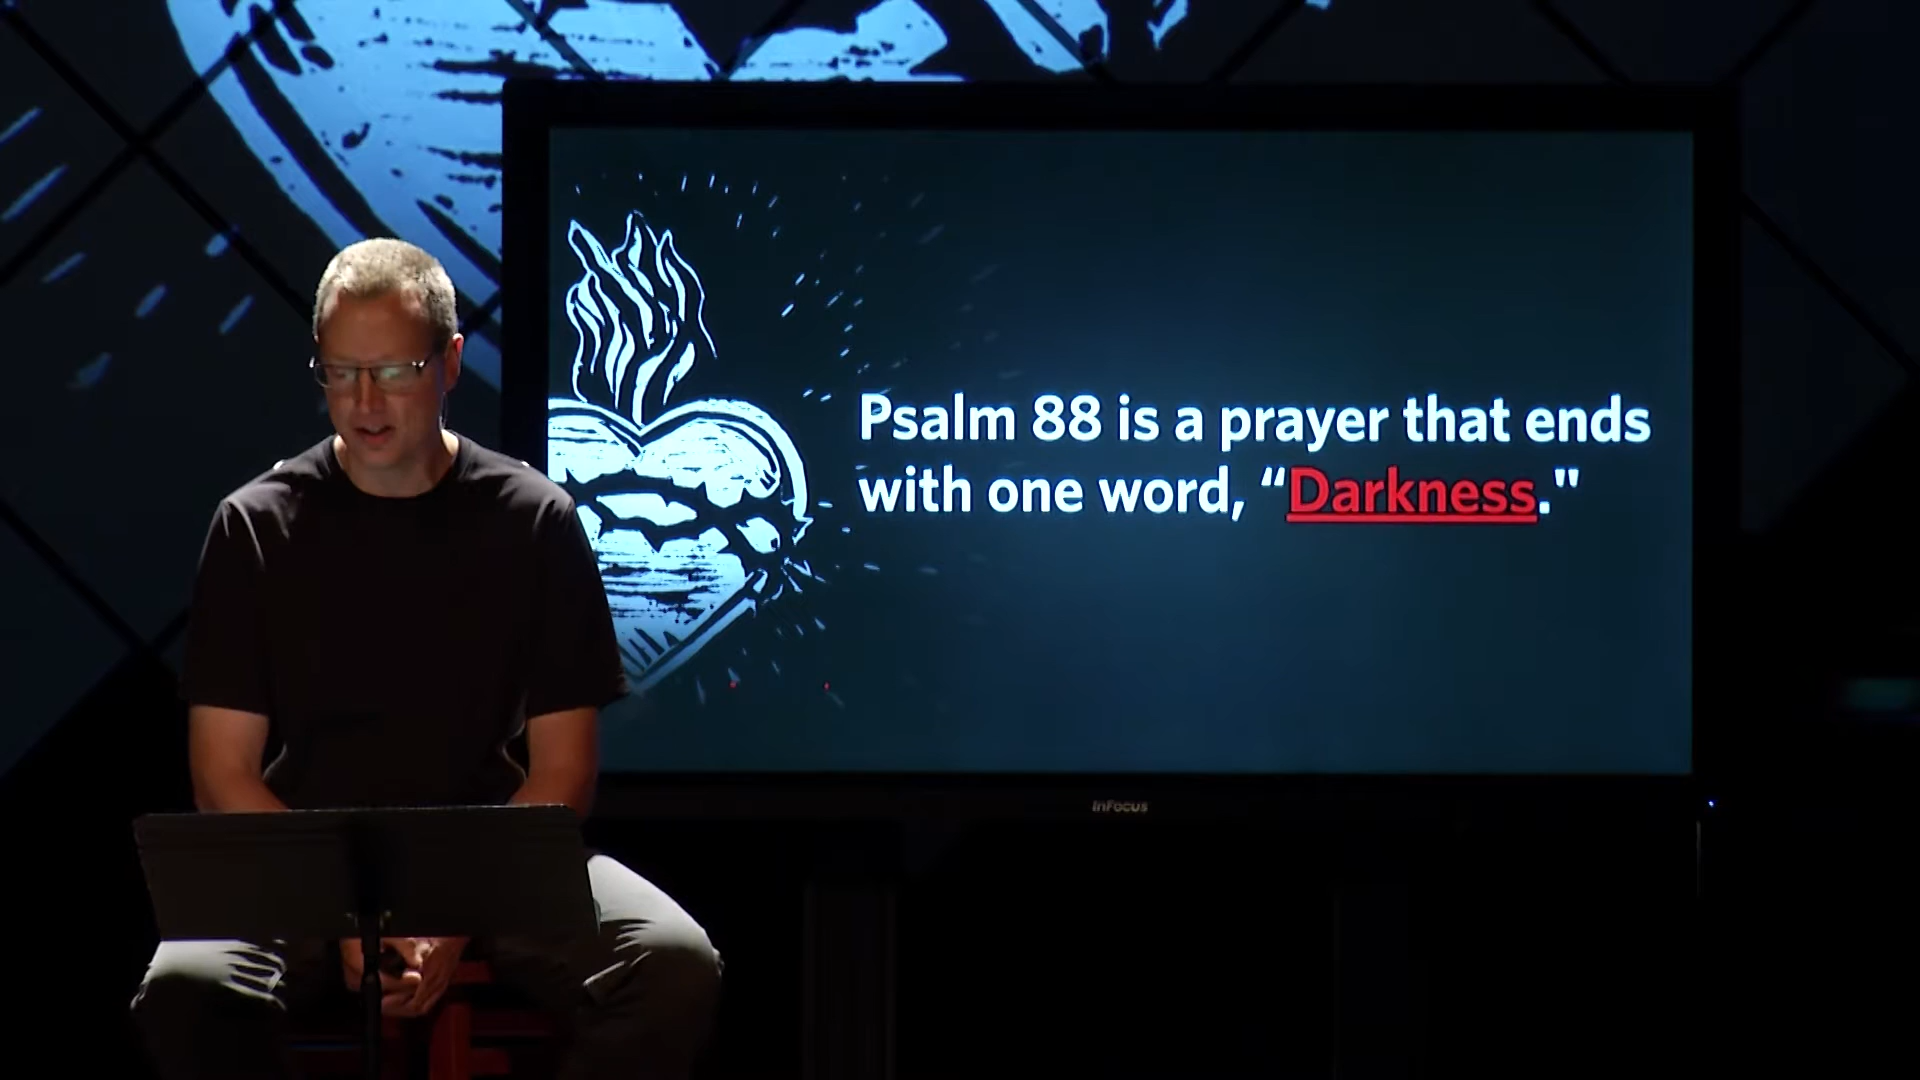 Psalm 88 is a prayer that ends
with one word, “Darkness."
InFocus